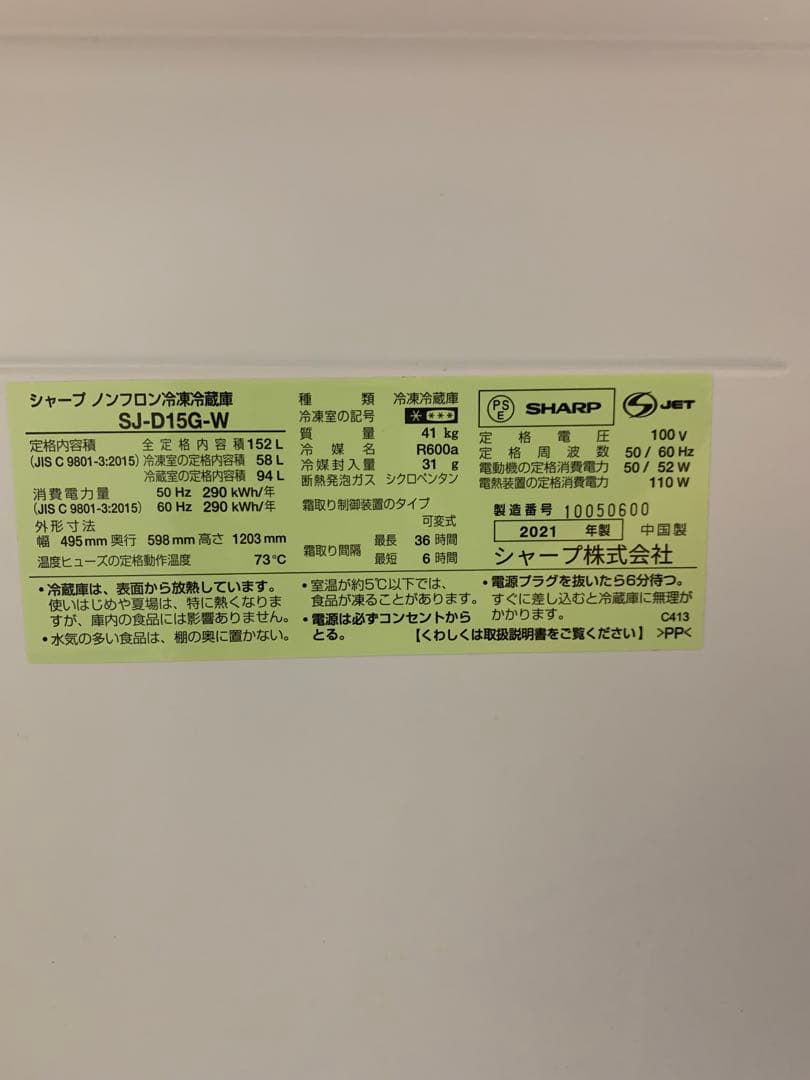 シャープ ノンフロン冷凍冷蔵庫
SJ-D15G-W
定格内容積 全定格内容積 152 L
(JIS C 9801-3:2015) 冷凍室の定格内容積 58 L
冷蔵室の定格内容積 94 L
消費電力量 50 Hz 290 kWh/年
(JIS C 9801-3:2015) 60 Hz 290 kWh/年
外形寸法
幅 495 mm 奥行 598 mm 高さ 1203 mm
温度ヒューズの定格動作温度 73℃
種類 冷凍冷蔵庫
冷凍室の記号 * ***
質量 41 kg
冷媒名 R600a
冷媒封入量 31 g
断熱発泡ガス シクロペンタン
霜取り制御装置のタイプ
可変式
霜取り間隔 最長 36 時間
最短 6 時間
PSE SHARP S JET
定格電圧 100 V
定格周波数 50 / 60 Hz
電動機の定格消費電力 50 / 52 W
電熱装置の定格消費電力 110 W
製造番号 10050600
2021 年製 中国製
シャープ株式会社
・冷蔵庫は、表面から放熱しています。
使いはじめや夏場は、特に熱くなりま
すが、庫内の食品には影響ありません。
・水気の多い食品は、棚の奥に置かない。
・室温が約5℃以下では、
食品が凍ることがあります。
・電源は必ずコンセントから
とる。
・電源プラグを抜いたら6分待つ。
すぐに差し込むと冷蔵庫に無理が
かかります。
C413
【くわしくは取扱説明書をご覧ください】 >PP<